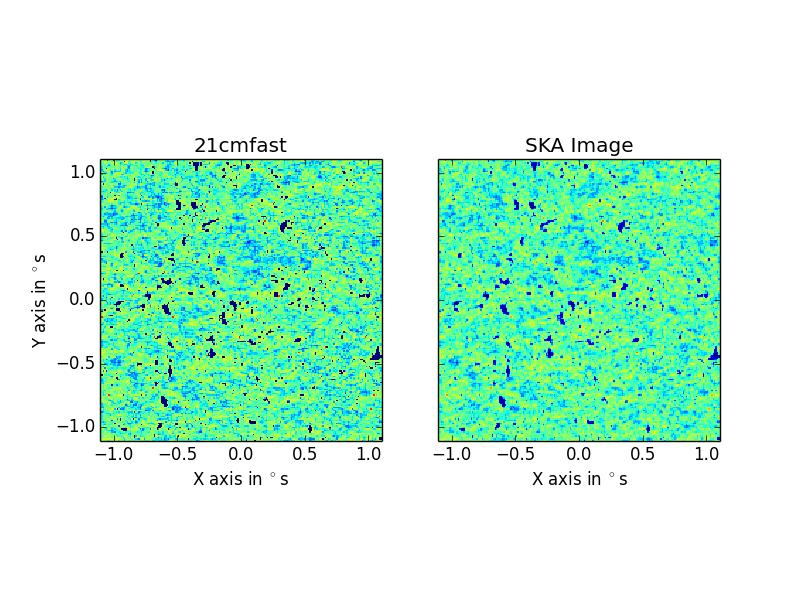 21cmfast
SKA Image
1.0
0.5
0.0
−0.5
−1.0
Y axis in °s
−1.0 −0.5 0.0 0.5 1.0
−1.0 −0.5 0.0 0.5 1.0
X axis in °s
X axis in °s